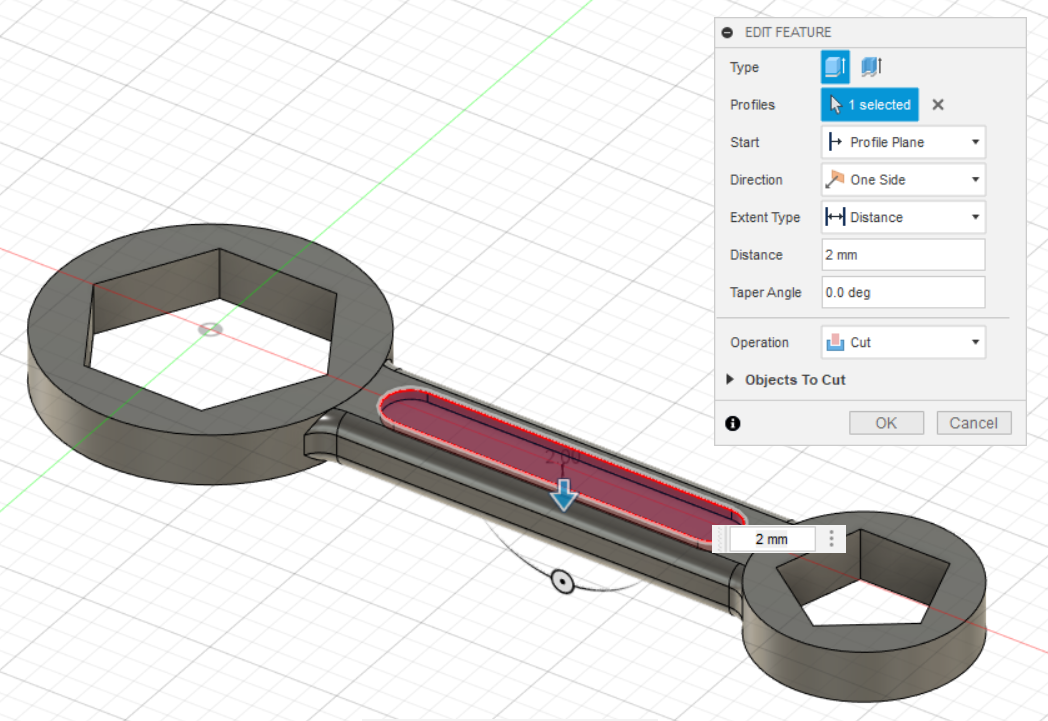 EDIT FEATURE
Type
Profiles 1 selected
Start Profile Plane
Direction One Side
Extent Type Distance
Distance 2 mm
Taper Angle 0.0 deg
Operation Cut
Objects To Cut
OK Cancel
2.00
2 mm